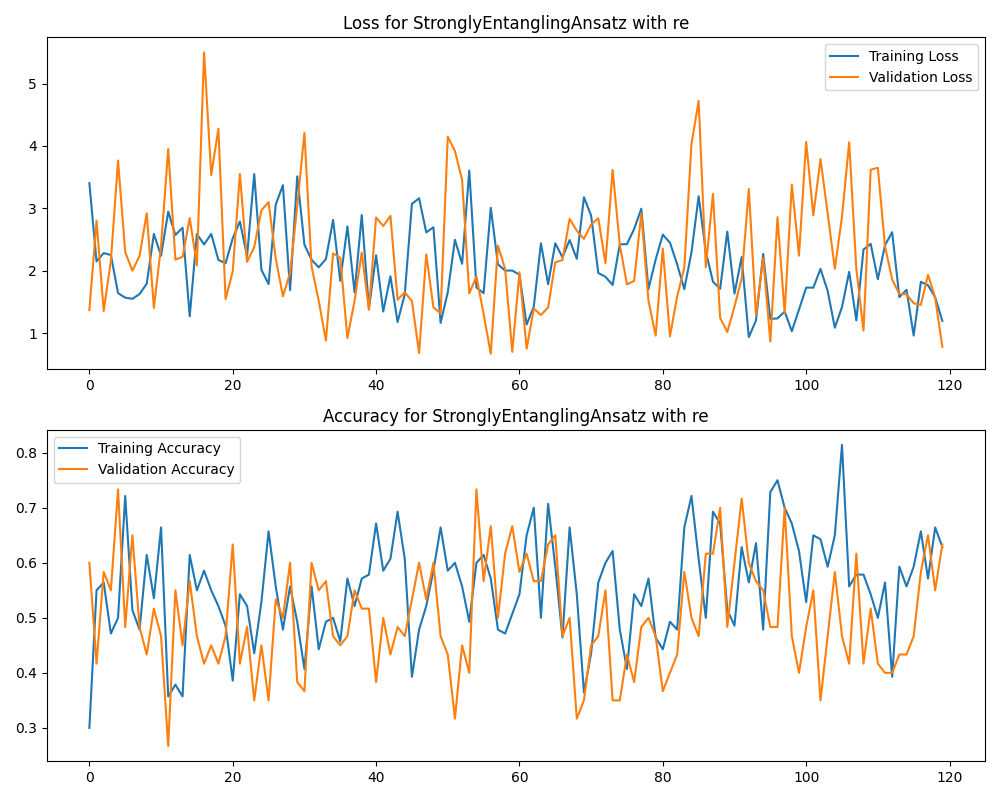 Loss for StronglyEntanglingAnsatz with re
Training Loss
Validation Loss
5
4
3
2
1
0 20 40 60 80 100 120
Accuracy for StronglyEntanglingAnsatz with re
Training Accuracy
Validation Accuracy
0.8
0.7
0.6
0.5
0.4
0.3
0 20 40 60 80 100 120